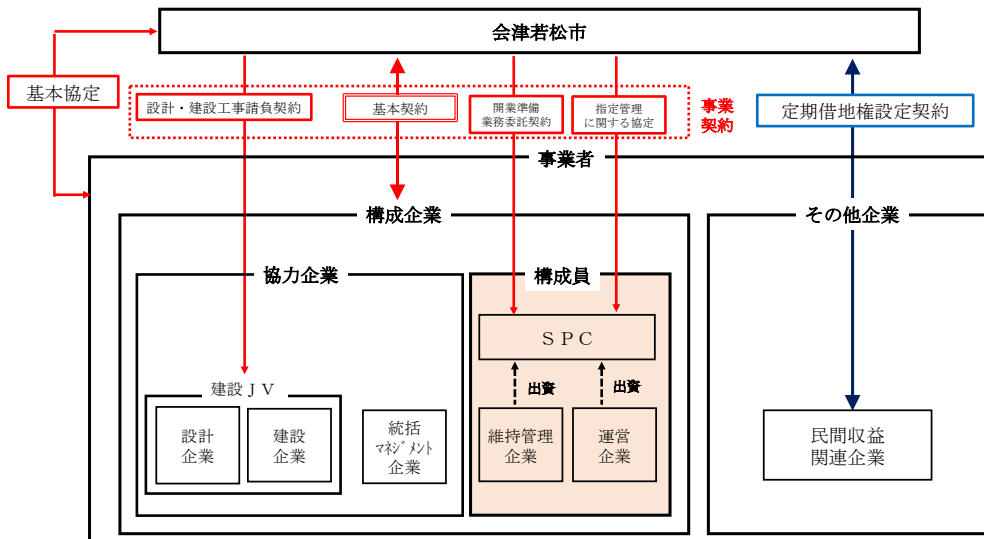 会津若松市
基本協定
設計・建設工事請負契約
基本契約
開業準備
業務委託契約
指定管理
に関する協定
事業
契約
定期借地権設定契約
事業者
構成企業
その他企業
協力企業
構成員
ＳＰＣ
出資
出資
建設ＪＶ
設計
企業
建設
企業
統括
ﾏﾈｼﾞﾒﾝﾄ
企業
維持管理
企業
運営
企業
民間収益
関連企業